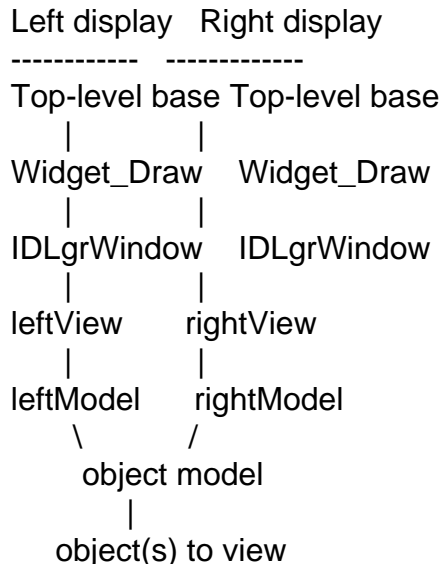 Left display   Right display
------------   -------------
Top-level base Top-level base
     |              |
Widget_Draw    Widget_Draw
     |              |
IDLgrWindow    IDLgrWindow
     |              |
leftView       rightView
     |              |
leftModel      rightModel
      \          /
       object model
           |
    object(s) to view